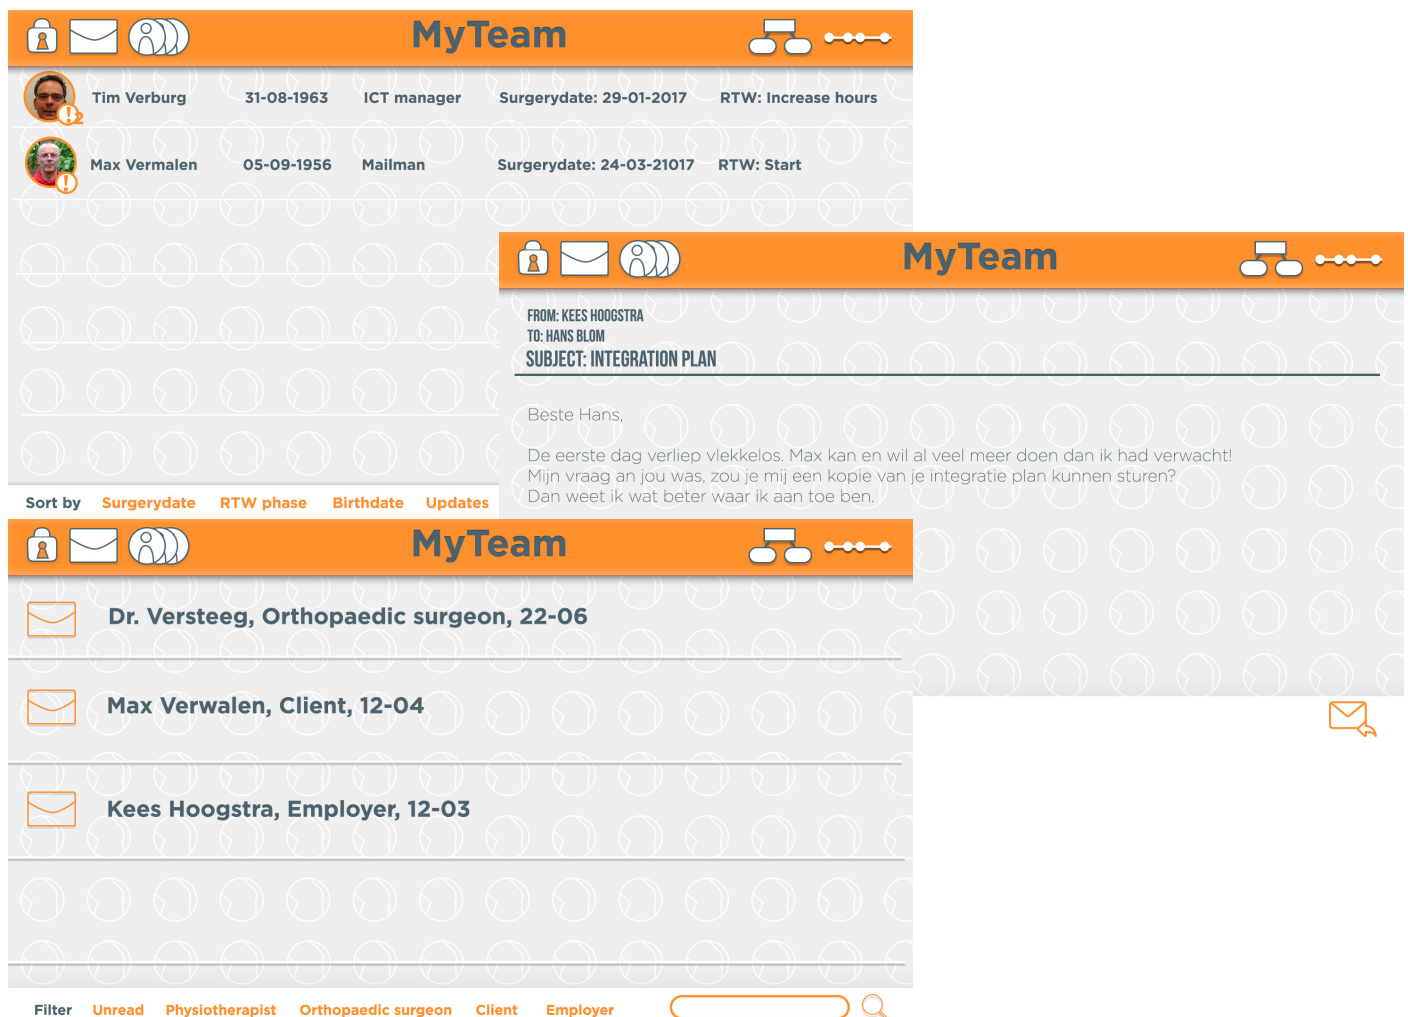 MyTeam
Tim Verburg 31-08-1963 ICT manager Surgerydate: 29-01-2017 RTW: Increase hours
! 2
Max Vermalen 05-09-1956 Mailman Surgerydate: 24-03-21017 RTW: Start
!
Sort by Surgerydate RTW phase Birthdate Updates
MyTeam
FROM: KEES HOOGSTRA
TO: HANS BLOM
SUBJECT: INTEGRATION PLAN
Beste Hans,
De eerste dag verliep vlekkelos. Max kan en wil al veel meer doen dan ik had verwacht!
Mijn vraag an jou was, zou je mij een kopie van je integratie plan kunnen sturen?
Dan weet ik wat beter waar ik aan toe ben.
MyTeam
Dr. Versteeg, Orthopaedic surgeon, 22-06
Max Verwalen, Client, 12-04
Kees Hoogstra, Employer, 12-03
Filter Unread Physiotherapist Orthopaedic surgeon Client Employer